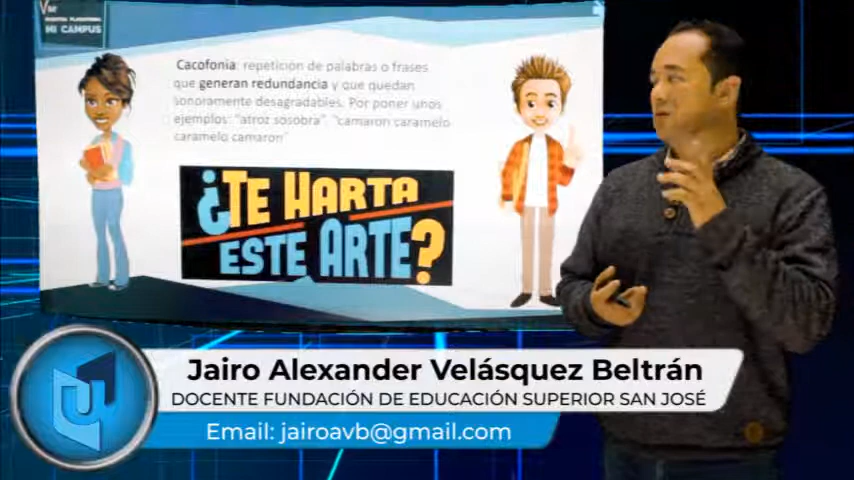 MI CAMPUS
Cacofonía: repetición de palabras o frases
que generan redundancia y que quedan
sonoramente desagradables. Por poner unos
ejemplos: "atroz sosobra", "camaron caramelo
caramelo camaron"
¿TE HARTA
ESTE ARTE?
Jairo Alexander Velásquez Beltrán
DOCENTE FUNDACIÓN DE EDUCACIÓN SUPERIOR SAN JOSÉ
Email: jairoavb@gmail.com